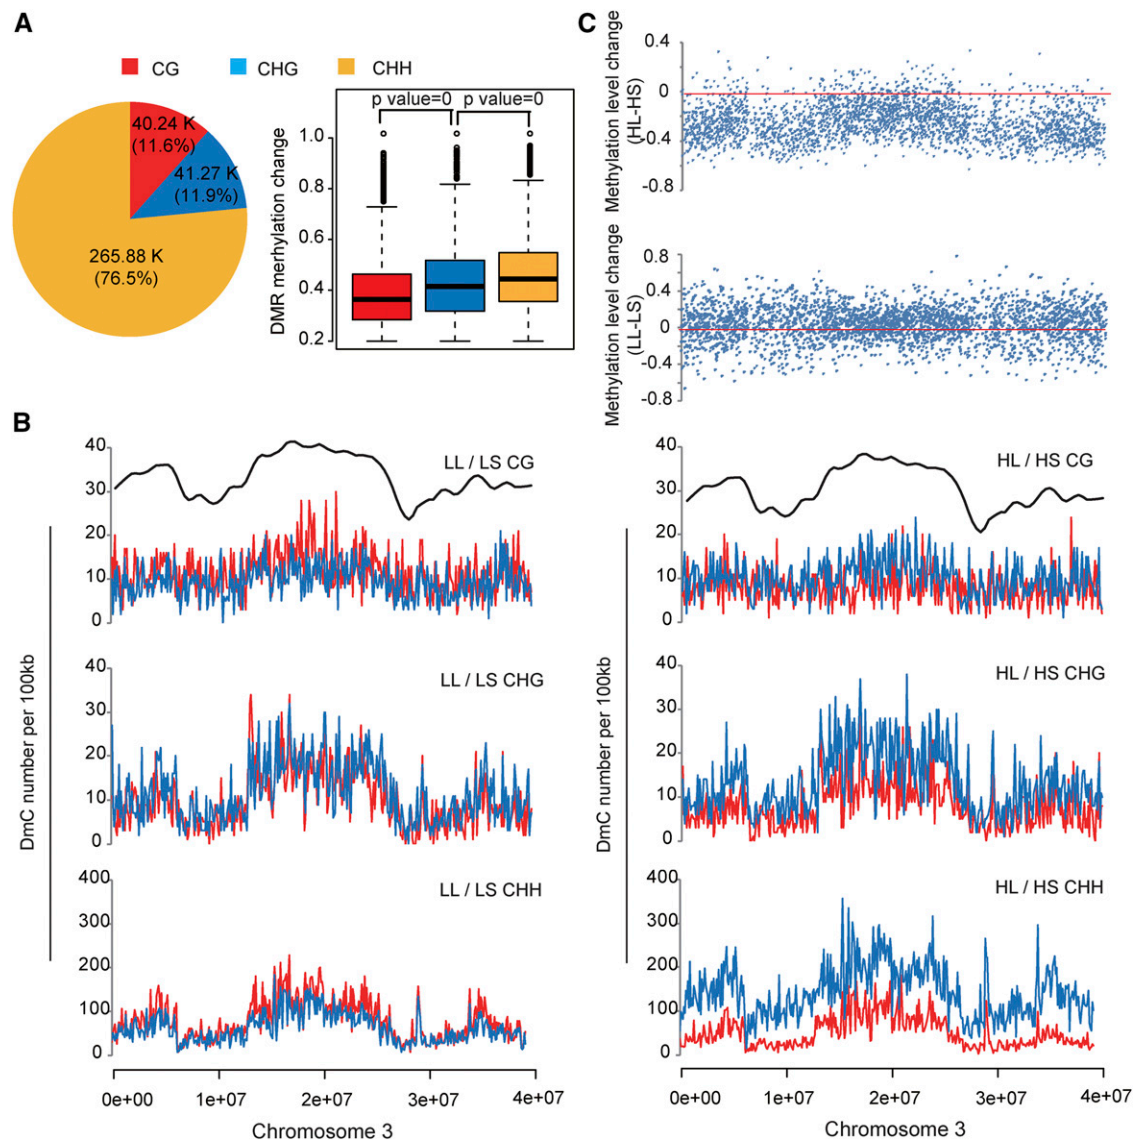 A
CG
CHG
CHH
40.24 K
(11.6%)
41.27 K
(11.9%)
265.88 K
(76.5%)
p value=0
p value=0
DMR merhylation change
1.0
0.8
0.6
0.4
0.2
C
Methylation level change
(HL-HS)
0.4
0
-0.4
-0.8
Methylation level change
(LL-LS)
0.8
0.4
0
-0.4
-0.8
B
DmC number per 100kb
LL / LS CG
40
30
20
10
0
LL / LS CHG
40
30
20
10
0
LL / LS CHH
400
300
200
100
0
0e+00
1e+07
2e+07
3e+07
4e+07
Chromosome 3
DmC number per 100kb
HL / HS CG
40
30
20
10
0
HL / HS CHG
40
30
20
10
0
HL / HS CHH
400
300
200
100
0
0e+00
1e+07
2e+07
3e+07
4e+07
Chromosome 3